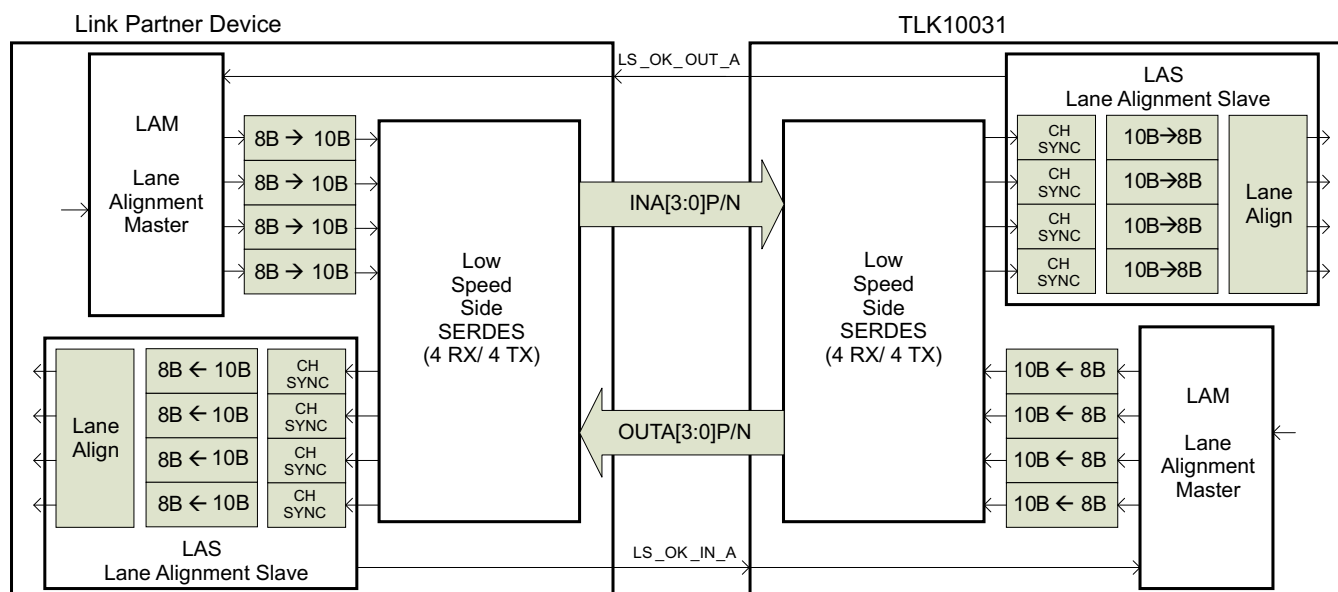 Link Partner Device
TLK10031
LS_OK_OUT_A
LAM
Lane
Alignment
Master
8B → 10B
8B → 10B
8B → 10B
8B → 10B
Low
Speed
Side
SERDES
(4 RX/ 4 TX)
INA[3:0]P/N
Low
Speed
Side
SERDES
(4 RX/ 4 TX)
LAS
Lane Alignment Slave
CH
SYNC
CH
SYNC
CH
SYNC
CH
SYNC
10B→8B
10B→8B
10B→8B
10B→8B
Lane
Align
Lane
Align
8B ← 10B
8B ← 10B
8B ← 10B
8B ← 10B
CH
SYNC
CH
SYNC
CH
SYNC
CH
SYNC
LAS
Lane Alignment Slave
OUTA[3:0]P/N
10B ← 8B
10B ← 8B
10B ← 8B
10B ← 8B
LAM
Lane
Alignment
Master
LS_OK_IN_A